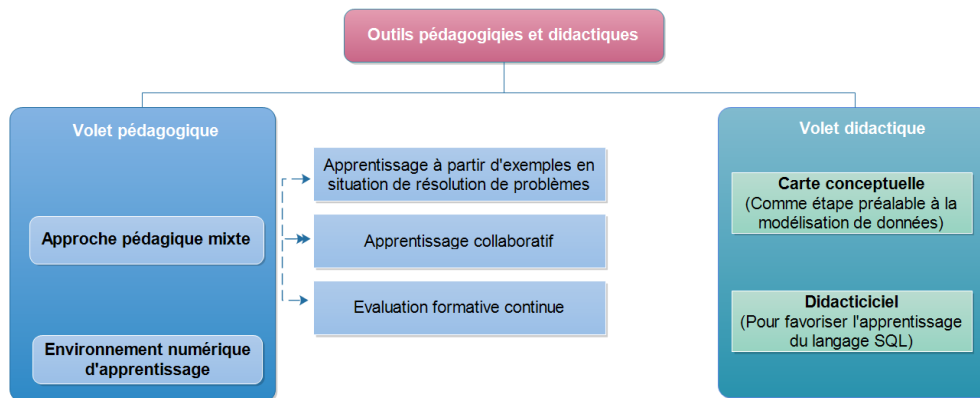 Outils pédagogiqies et didactiques
Volet pédagogique
Approche pédagique mixte
Environnement numérique
d'apprentissage
Apprentissage à partir d'exemples en
situation de résolution de problèmes
Apprentissage collaboratif
Evaluation formative continue
Volet didactique
Carte conceptuelle
(Comme étape préalable à la
modélisation de données)
Didacticiciel
(Pour favoriser l'apprentissage
du langage SQL)